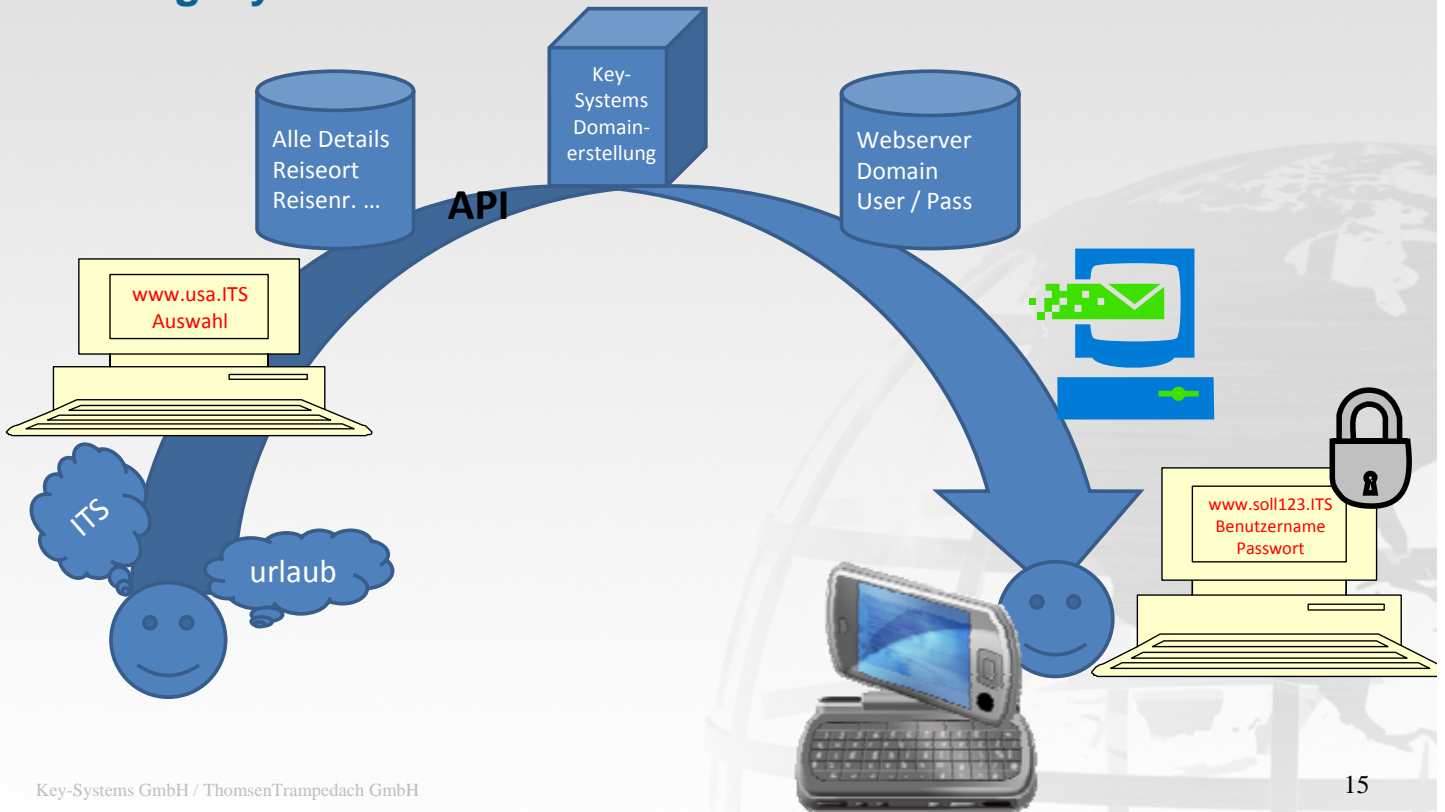 Key-
Systems
Domain-
erstellung
Alle Details
Reiseort
Reisenr. ...
Webserver
Domain
User / Pass
API
www.usa.ITS
Auswahl
ITS
urlaub
www.soll123.ITS
Benutzername
Passwort
Key-Systems GmbH / ThomsenTrampedach GmbH
15